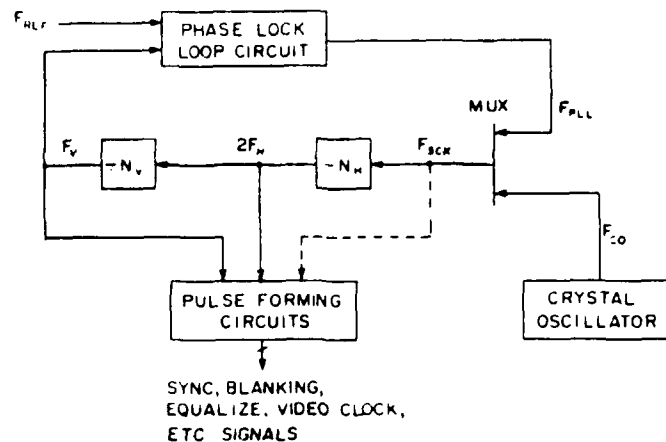 F_REF
PHASE LOCK
LOOP CIRCUIT
MUX
F_PLL
F_V
÷ N_V
2F_H
÷ N_H
F_SCK
F_CO
PULSE FORMING
CIRCUITS
CRYSTAL
OSCILLATOR
SYNC, BLANKING,
EQUALIZE, VIDEO CLOCK,
ETC SIGNALS